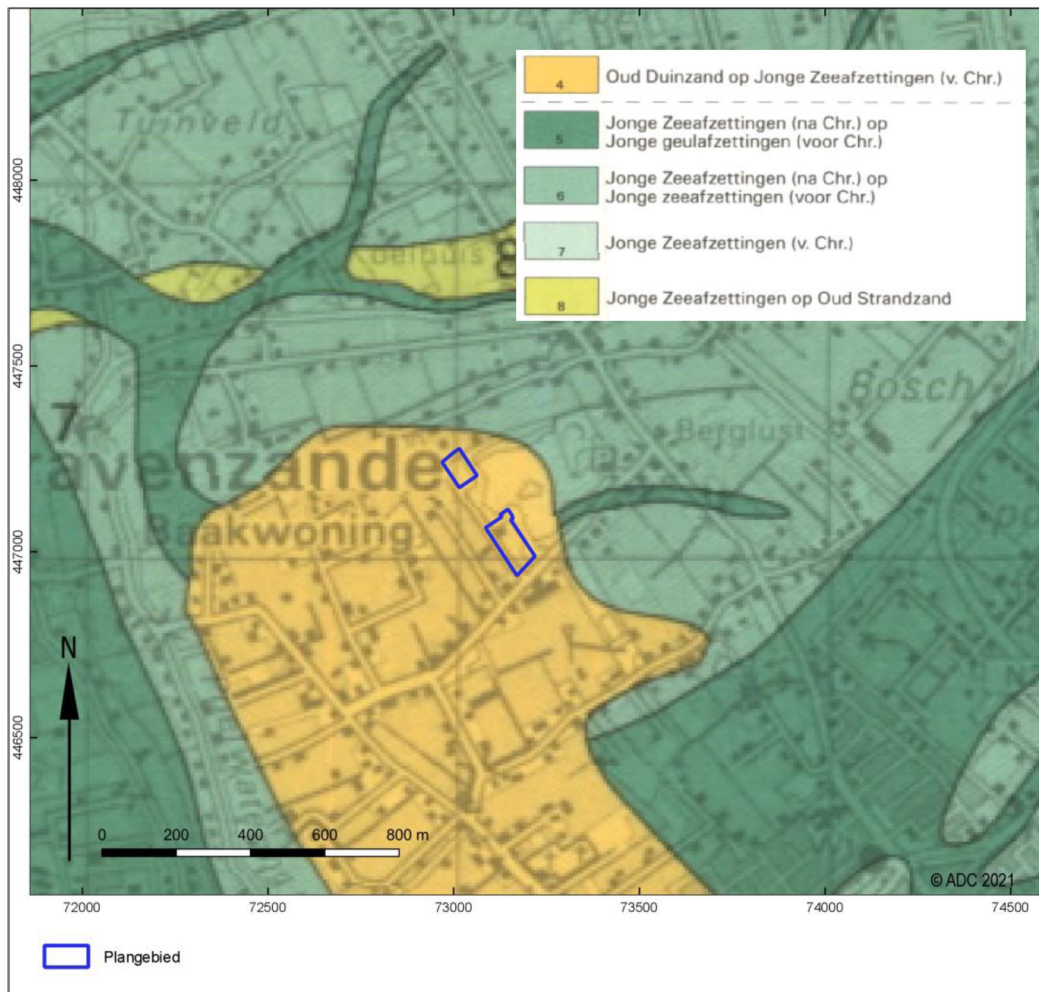 4 Oud Duinzand op Jonge Zeeafzettingen (v. Chr.)
5 Jonge Zeeafzettingen (na Chr.) op
Jonge geulafzettingen (voor Chr.)
6 Jonge Zeeafzettingen (na Chr.) op
Jonge zeeafzettingen (voor Chr.)
7 Jonge Zeeafzettingen (v. Chr.)
8 Jonge Zeeafzettingen op Oud Strandzand
Tuinveld
448000
447500
Bosch
7
Berglust
ravenzande
Baakwoning
447000
N
446500
0 200 400 600 800 m
© ADC 2021
72000 72500 73000 73500 74000 74500
Plangebied